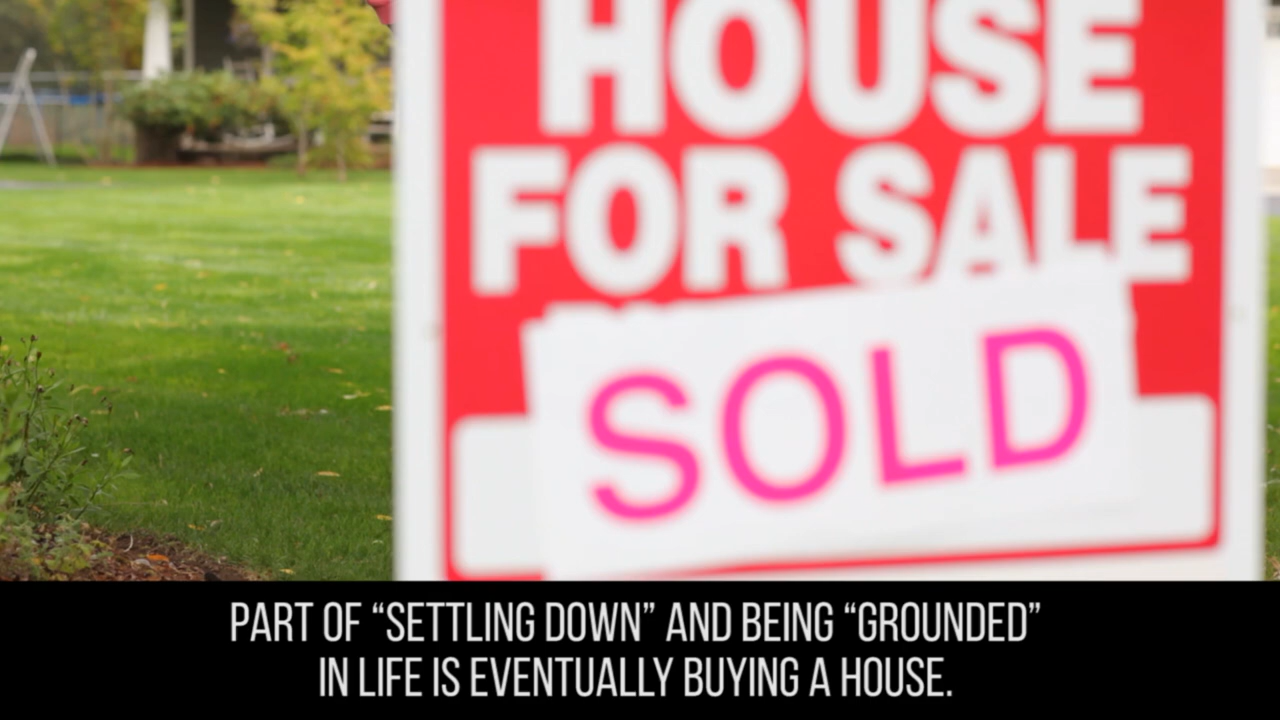 HOUSE
FOR SALE
SOLD
PART OF “SETTLING DOWN” AND BEING “GROUNDED”
IN LIFE IS EVENTUALLY BUYING A HOUSE.